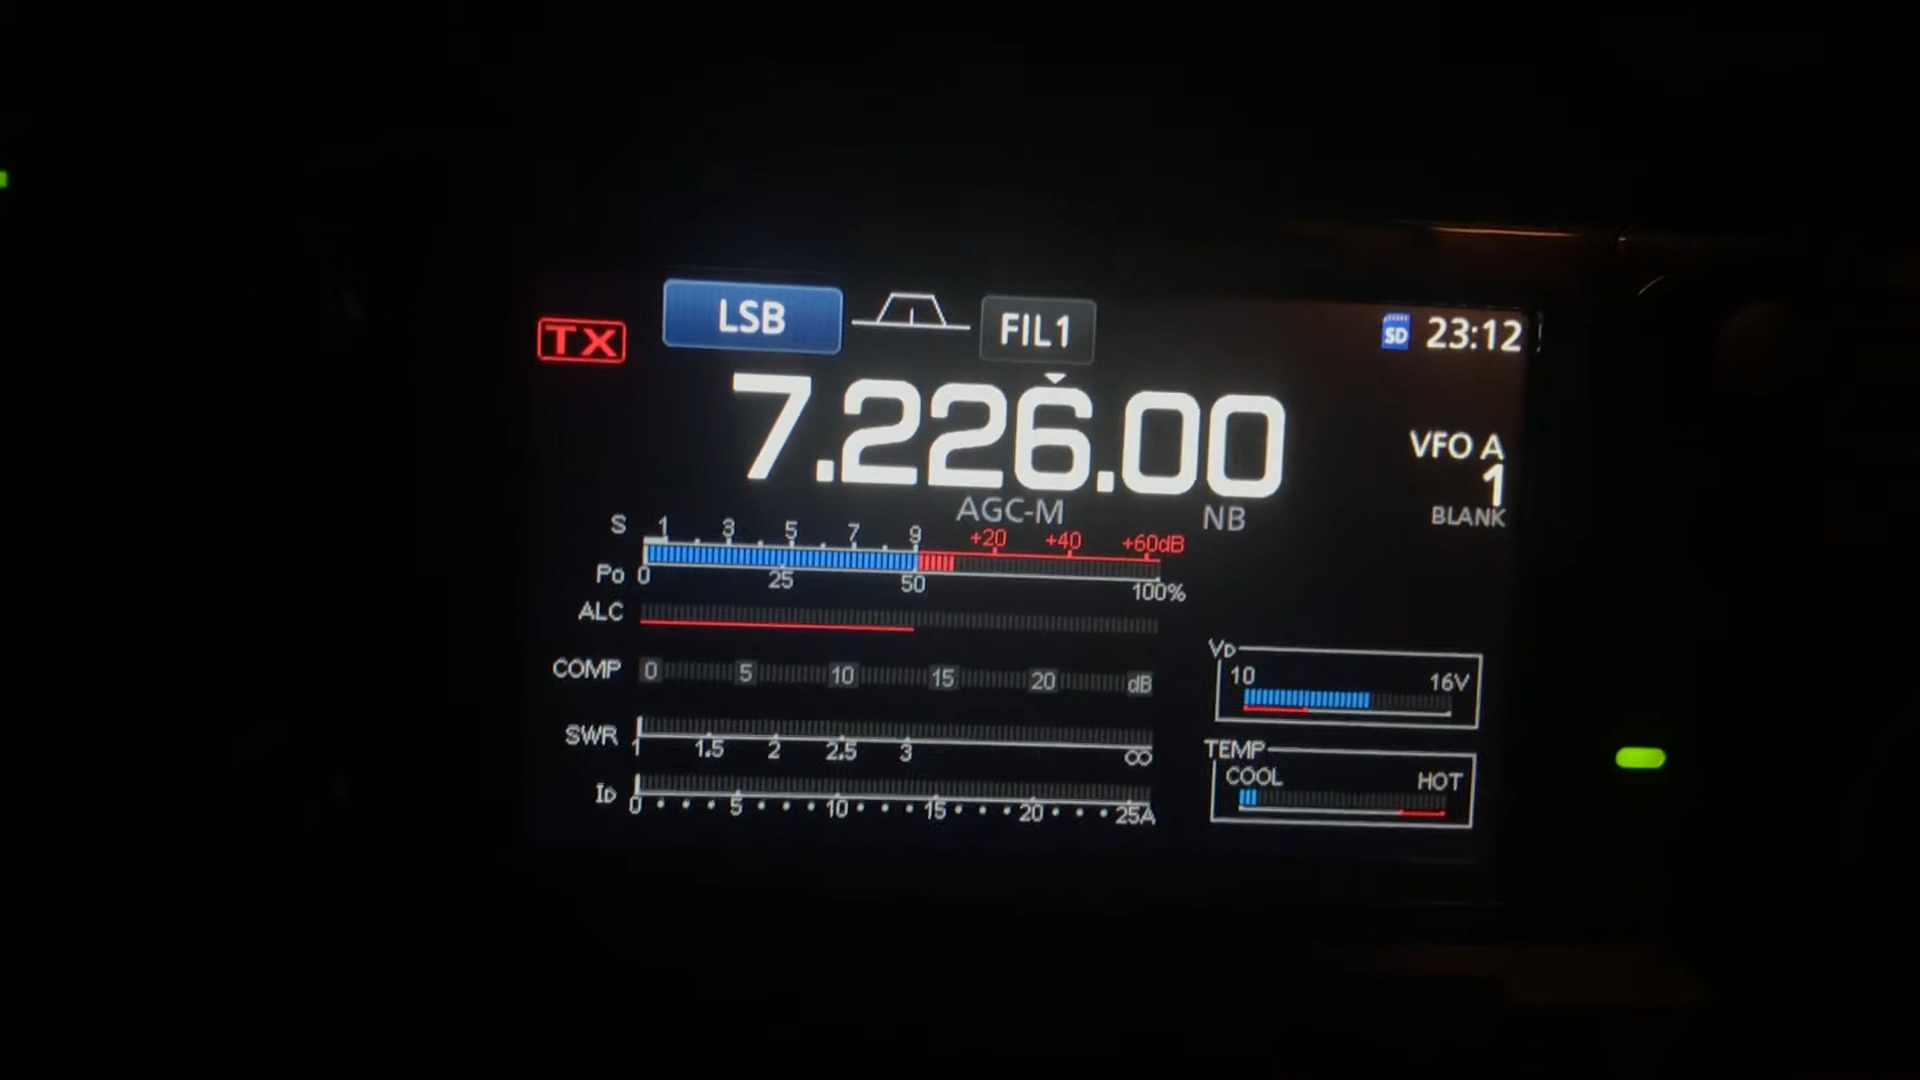 TX LSB FIL1 SD 23:12
7.226.00
VFO A
1
AGC-M NB BLANK
S 1 3 5 7 9 +20 +40 +60dB
Po 0 25 50 100%
ALC
COMP 0 5 10 15 20 dB
SWR 1 1.5 2 2.5 3 ∞
ID 0 5 10 15 20 25A
VD
10 16V
TEMP
COOL HOT